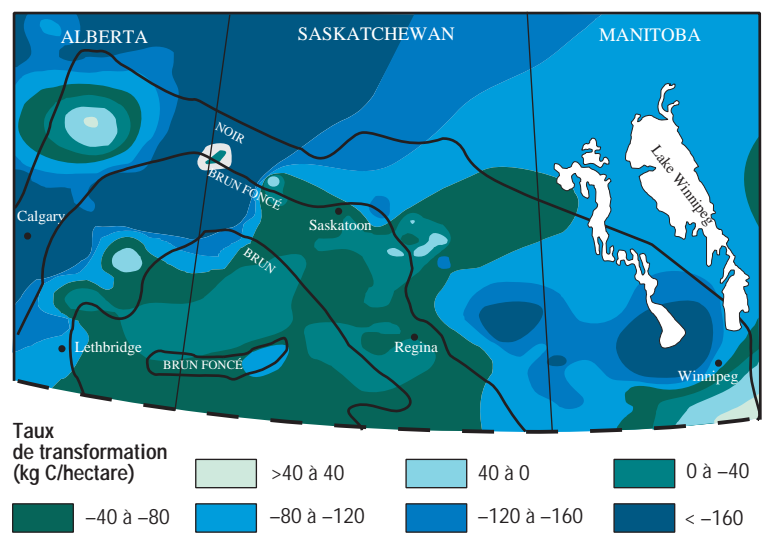 ALBERTA
SASKATCHEWAN
MANITOBA
NOIR
Lake Winnipeg
BRUN FONCÉ
Calgary
Saskatoon
BRUN
Lethbridge
Regina
BRUN FONCÉ
Winnipeg
Taux
de transformation
(kg C/hectare)
>40 à 40
40 à 0
0 à –40
–40 à –80
–80 à –120
–120 à –160
< –160